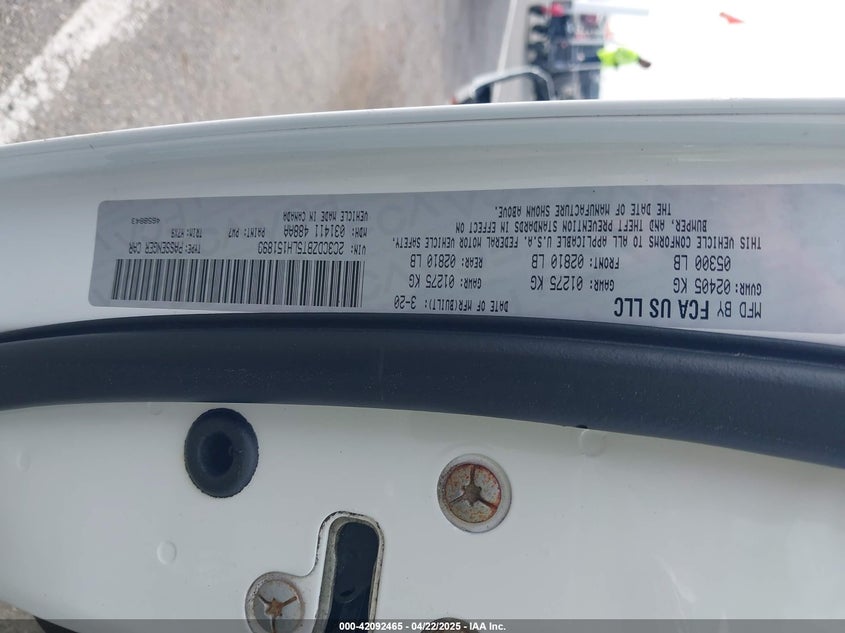 MFD BY FCA US LLC DATE OF MFR(BUILT): 3-20
GVWR: 02405 KG GAWR: 01275 KG GAWR: 01275 KG
05300 LB FRONT: 02810 LB REAR: 02810 LB
THIS VEHICLE CONFORMS TO ALL APPLICABLE U.S.A. FEDERAL MOTOR VEHICLE SAFETY,
BUMPER, AND THEFT PREVENTION STANDARDS IN EFFECT ON
THE DATE OF MANUFACTURE SHOWN ABOVE.
VIN: 2C3CDZBT5LH151893 TYPE: PASSENGER CAR
MDH: 031411 488AA PAINT: PW7 TRIM: H7X9
VEHICLE MADE IN CANADA 4658843
000-42092465 - 04/22/2025 - IAA Inc.